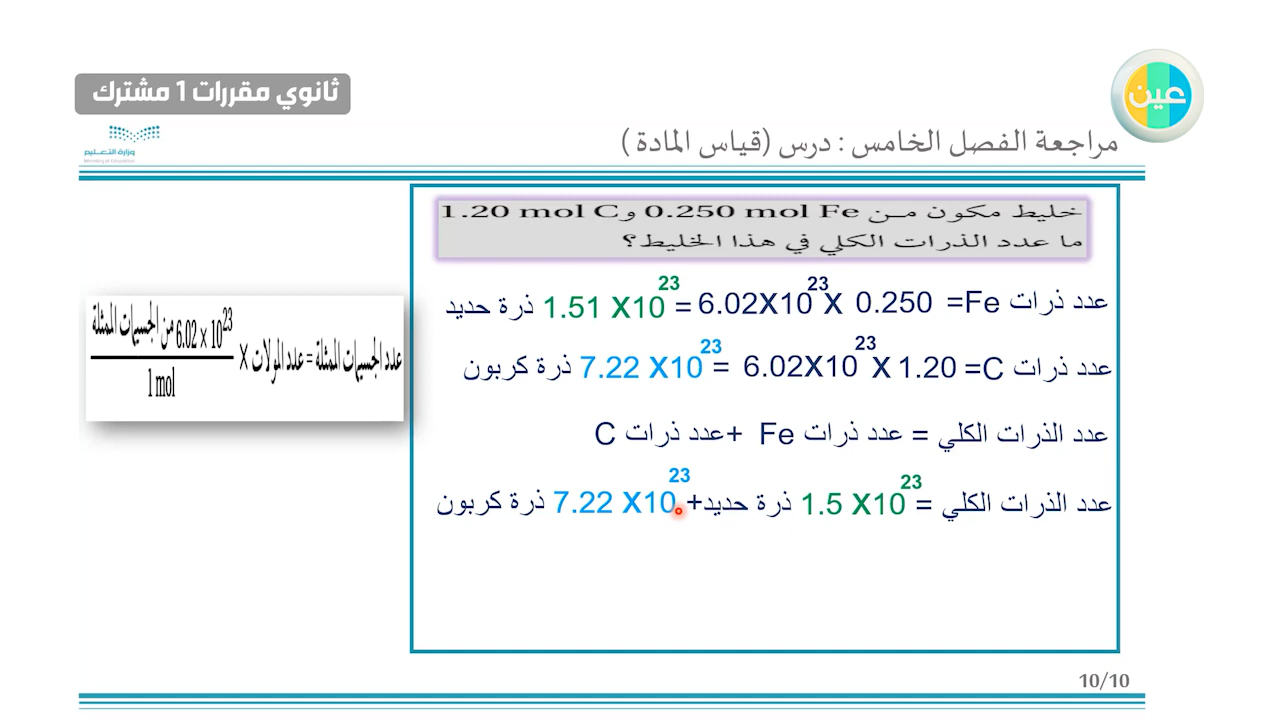 ثانوي مقررات 1 مشترك
عين
وزارة التعليم
Ministry of Education
مراجعة الفصل الخامس : درس (قياس المادة )
خليط مكون من 0.250 mol Fe و 1.20 mol C
ما عدد الذرات الكلي في هذا الخليط؟
عدد ذرات Fe= 0.250 X 6.02X10²³ = 1.51 X10²³ ذرة حديد
عدد ذرات C= 1.20 X 6.02X10²³ = 7.22 X10²³ ذرة كربون
عدد الذرات الكلي = عدد ذرات Fe +عدد ذرات C
عدد الذرات الكلي = 1.5 X10²³ ذرة حديد+ 7.22 X10²³ ذرة كربون
عدد الجسيمات الممثلة = عدد المولات X 6.02 x 10²³ من الجسيمات الممثلة
1 mol
10/10